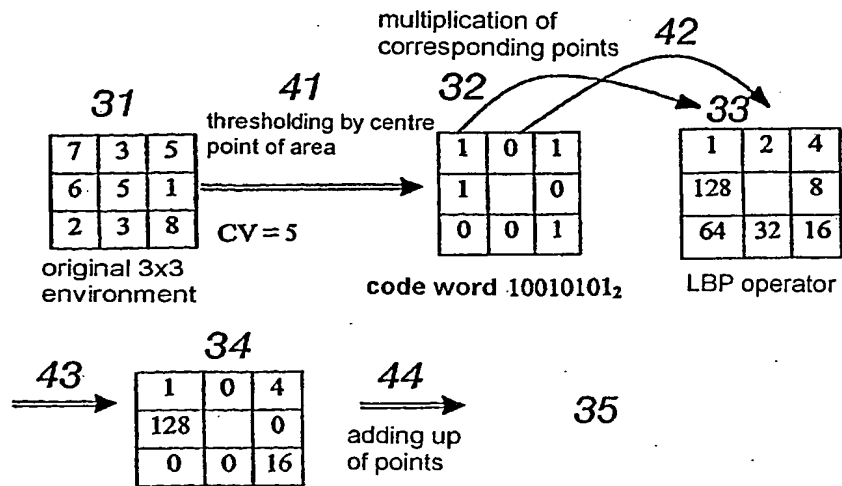 multiplication of
corresponding points
42
31
41
32
33
thresholding by centre
point of area
7 3 5
6 5 1
2 3 8
CV = 5
1 0 1
1 0
0 0 1
1 2 4
128 8
64 32 16
original 3x3
environment
code word 10010101₂
LBP operator
43
34
44
35
1 0 4
128 0
0 0 16
adding up
of points